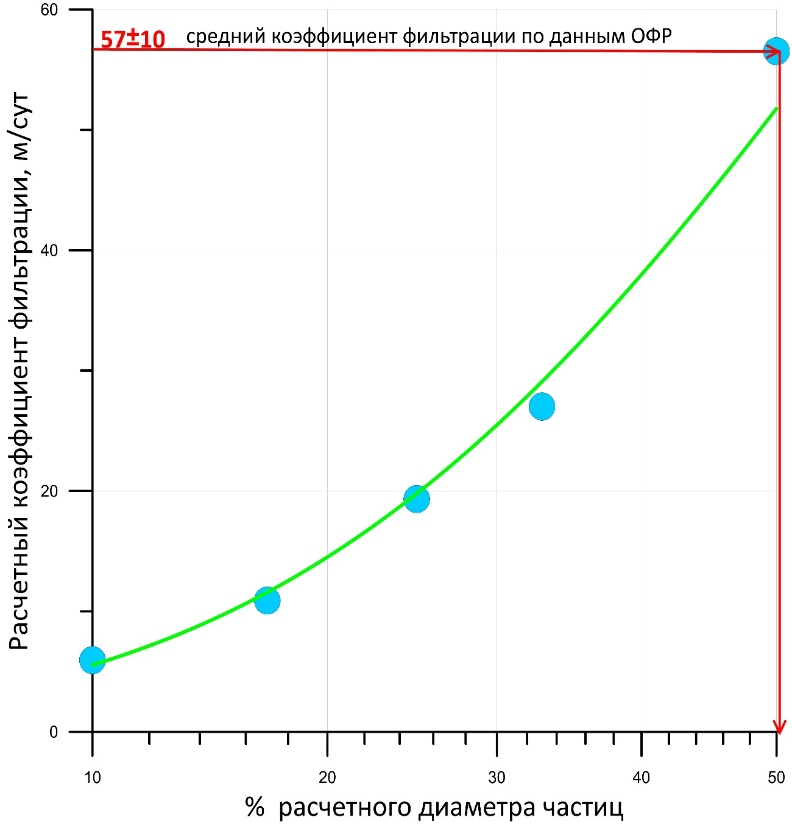 60
57±10 средний коэффициент фильтрации по данным ОФР
40
20
0
Расчетный коэффициент фильтрации, м/сут
10 20 30 40 50
% расчетного диаметра частиц